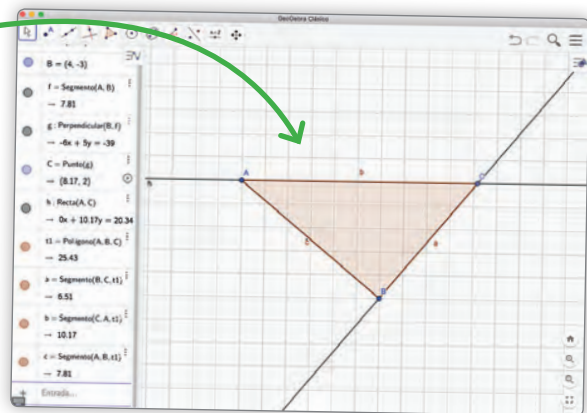 GeoGebra Clásico
B = (4, -3)
f = Segmento(A, B)
→ 7.81
g : Perpendicular(B, f)
→ -6x + 5y = -39
C = Punto(g)
→ (8.17, 2)
h : Recta(A, C)
→ 0x + 10.17y = 20.34
t1 = Polígono(A, B, C)
→ 25.43
a = Segmento(B, C, t1)
→ 6.51
b = Segmento(C, A, t1)
→ 10.17
c = Segmento(A, B, t1)
→ 7.81
Entrada...
A
b
C
c
a
B